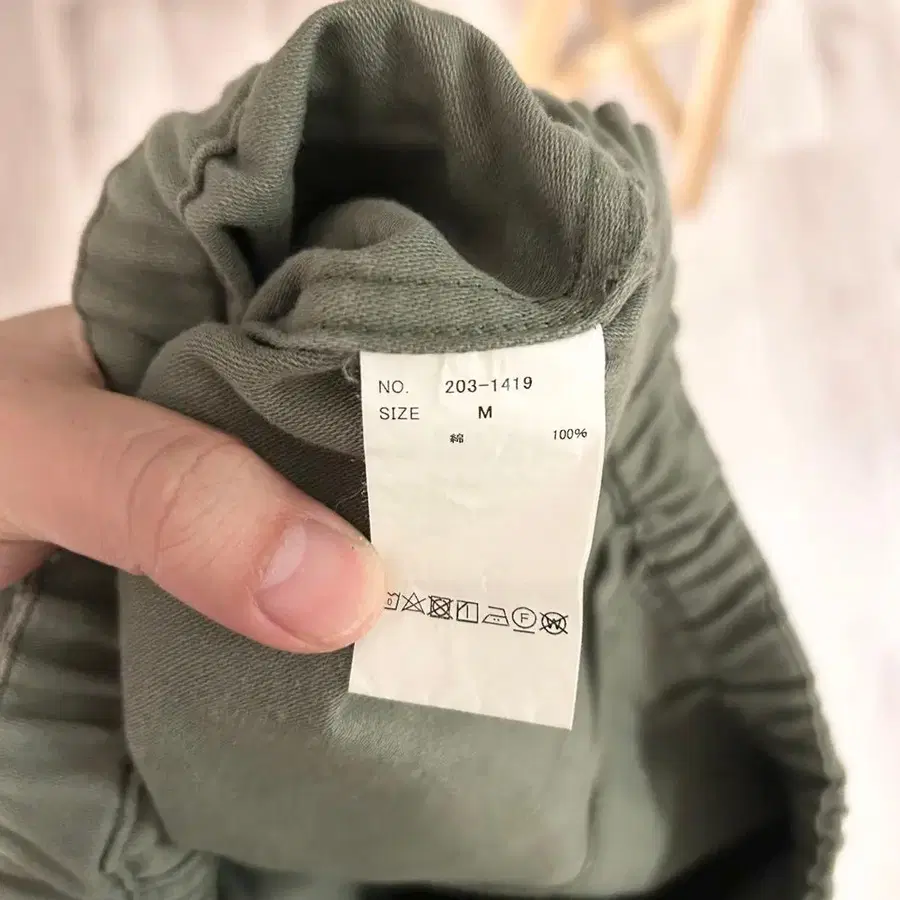 NO. 203-1419
SIZE M
綿 100%
F
W